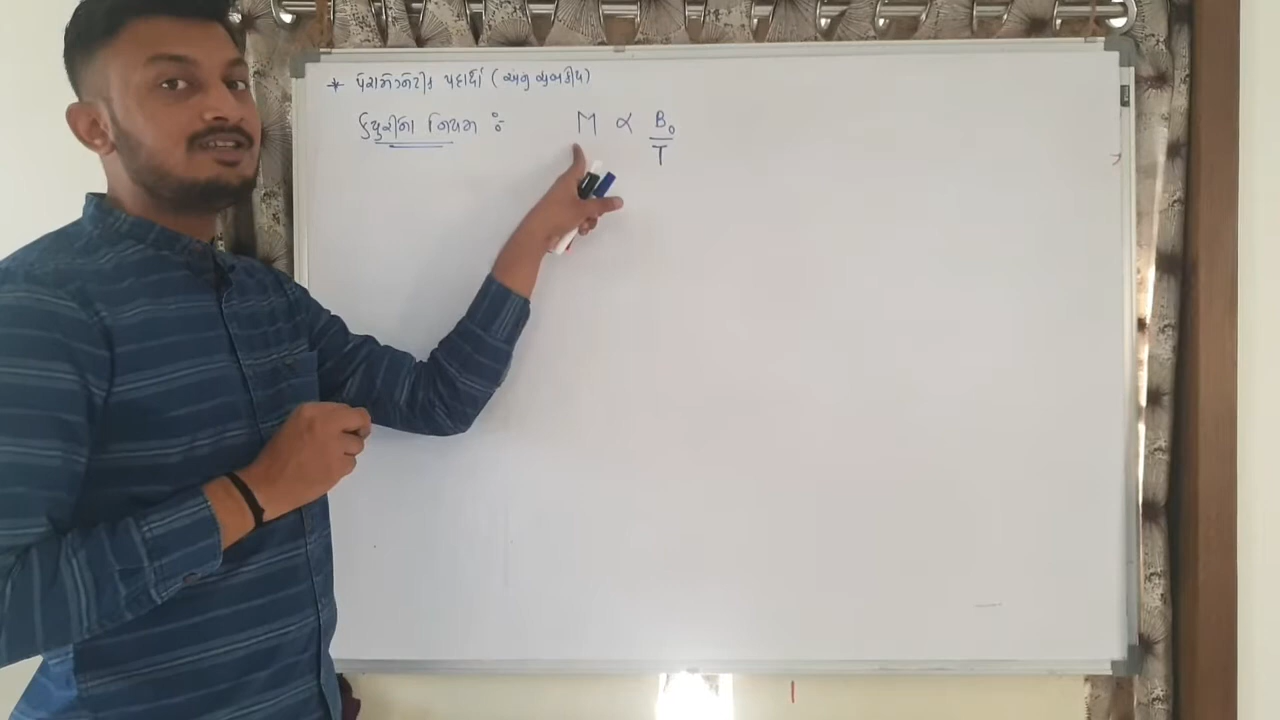 * પેરામેગ્નેટીક પદાર્થો (અનુચુંબકીય)
ક્યુરીનો નિયમ : M ∝ B₀/T